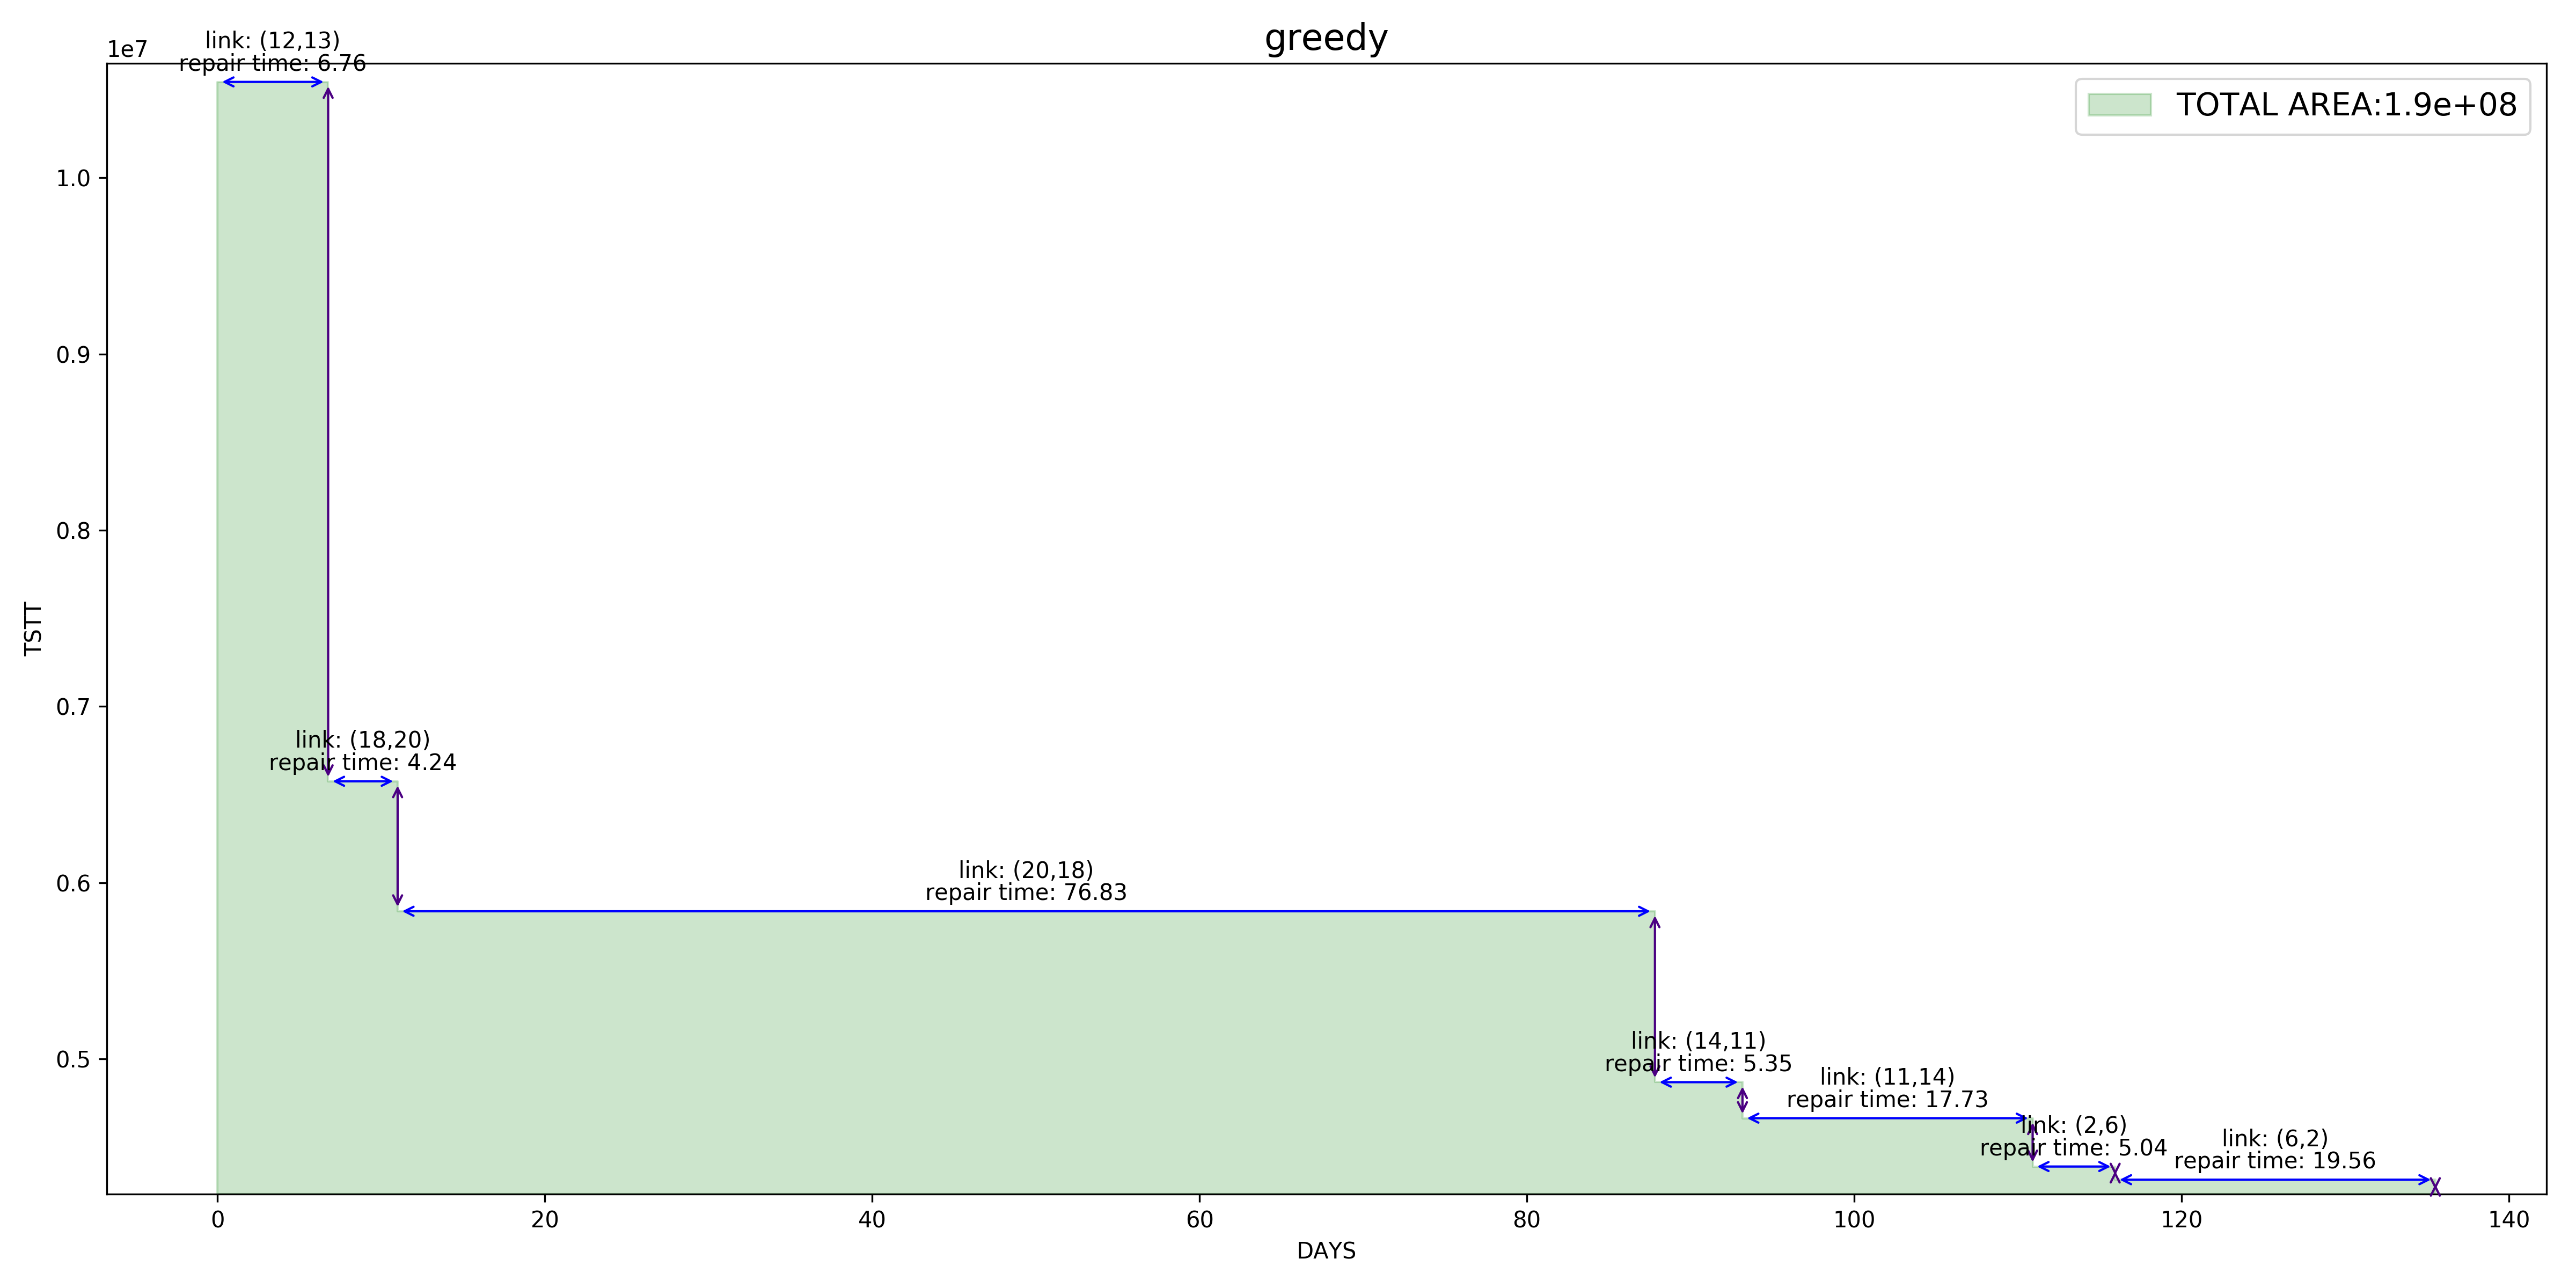 greedy
1e7
link: (12,13)
repair time: 6.76
TOTAL AREA:1.9e+08
1.0
0.9
0.8
0.7
0.6
0.5
TSTT
link: (18,20)
repair time: 4.24
link: (20,18)
repair time: 76.83
link: (14,11)
repair time: 5.35
link: (11,14)
repair time: 17.73
link: (2,6)
repair time: 5.04
link: (6,2)
repair time: 19.56
0 20 40 60 80 100 120 140
DAYS